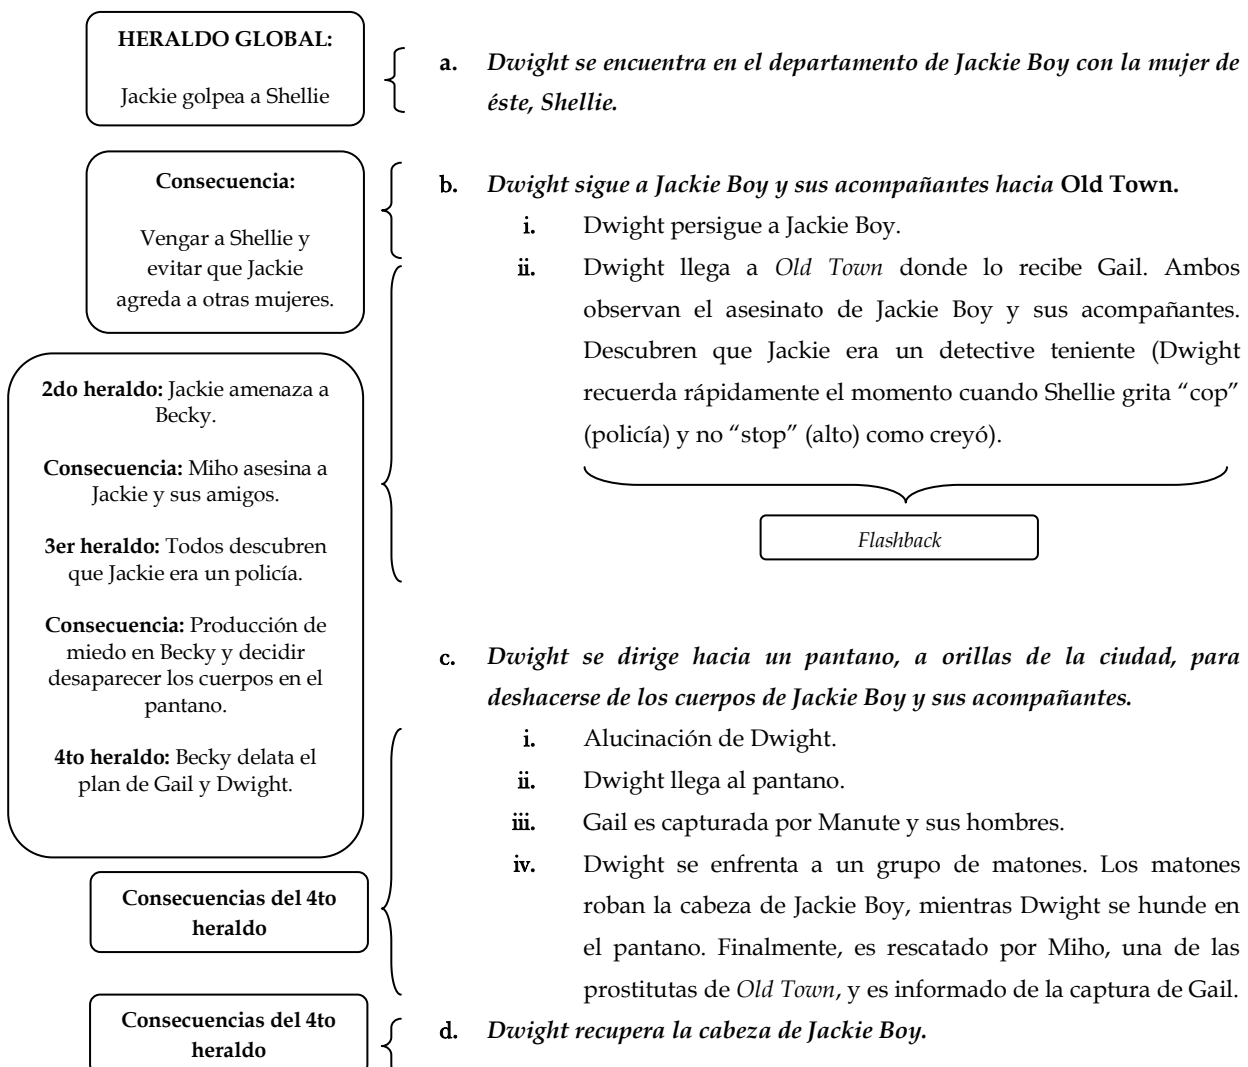 HERALDO GLOBAL:
Jackie golpea a Shellie
a. Dwight se encuentra en el departamento de Jackie Boy con la mujer de
éste, Shellie.
Consecuencia:
Vengar a Shellie y
evitar que Jackie
agreda a otras mujeres.
b. Dwight sigue a Jackie Boy y sus acompañantes hacia Old Town.
i. Dwight persigue a Jackie Boy.
ii. Dwight llega a Old Town donde lo recibe Gail. Ambos
observan el asesinato de Jackie Boy y sus acompañantes.
Descubren que Jackie era un detective teniente (Dwight
recuerda rápidamente el momento cuando Shellie grita “cop”
(policía) y no “stop” (alto) como creyó).
Flashback
2do heraldo: Jackie amenaza a
Becky.
Consecuencia: Miho asesina a
Jackie y sus amigos.
3er heraldo: Todos descubren
que Jackie era un policía.
Consecuencia: Producción de
miedo en Becky y decidir
desaparecer los cuerpos en el
pantano.
4to heraldo: Becky delata el
plan de Gail y Dwight.
c. Dwight se dirige hacia un pantano, a orillas de la ciudad, para
deshacerse de los cuerpos de Jackie Boy y sus acompañantes.
i. Alucinación de Dwight.
ii. Dwight llega al pantano.
iii. Gail es capturada por Manute y sus hombres.
iv. Dwight se enfrenta a un grupo de matones. Los matones
roban la cabeza de Jackie Boy, mientras Dwight se hunde en
el pantano. Finalmente, es rescatado por Miho, una de las
prostitutas de Old Town, y es informado de la captura de Gail.
Consecuencias del 4to
heraldo
Consecuencias del 4to
heraldo
d. Dwight recupera la cabeza de Jackie Boy.